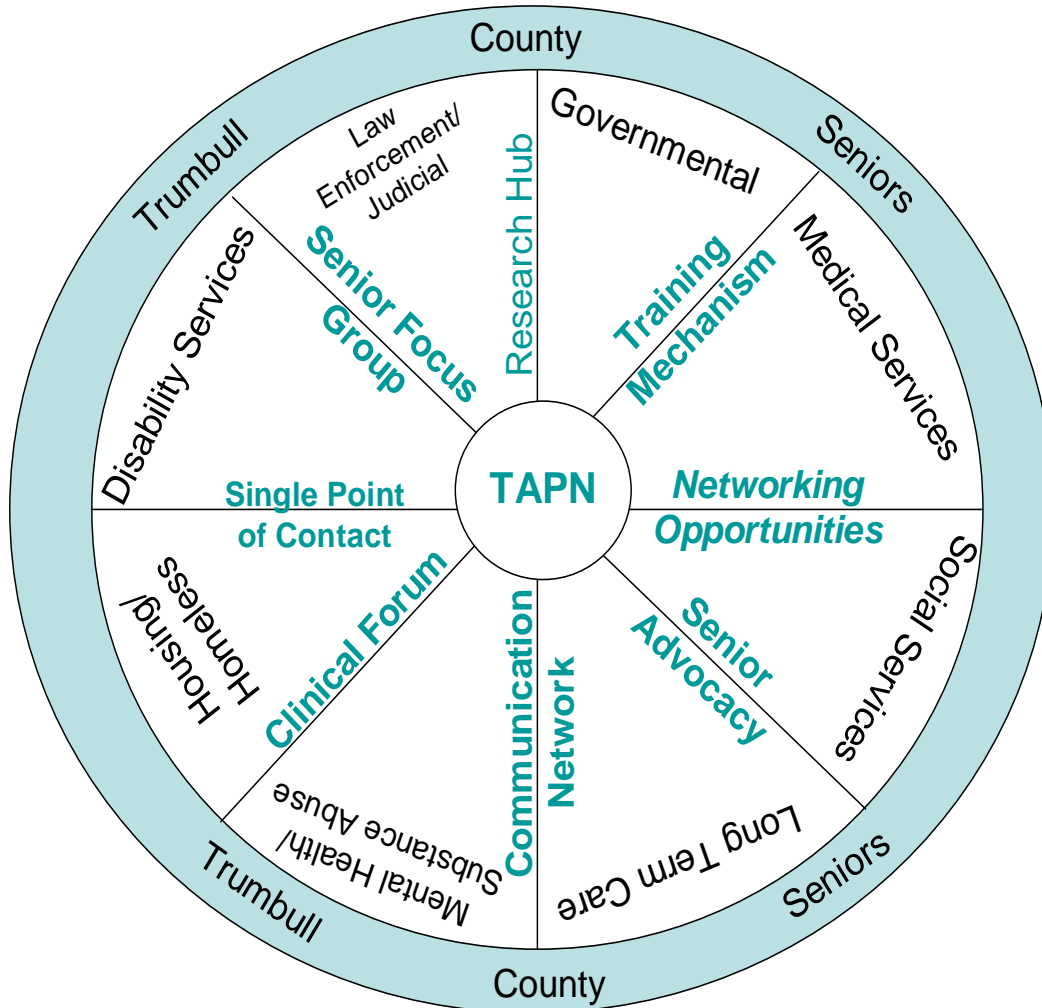 County
Trumbull
Seniors
Law
Enforcement/
Judicial
Research Hub
Governmental
Training
Mechanism
Medical Services
Senior Focus
Group
Disability Services
TAPN
Single Point
of Contact
Networking
Opportunities
Housing/
Homeless
Clinical Forum
Communication
Network
Senior
Advocacy
Social Services
Mental Health/
Substance Abuse
Long Term Care
Trumbull
County
Seniors